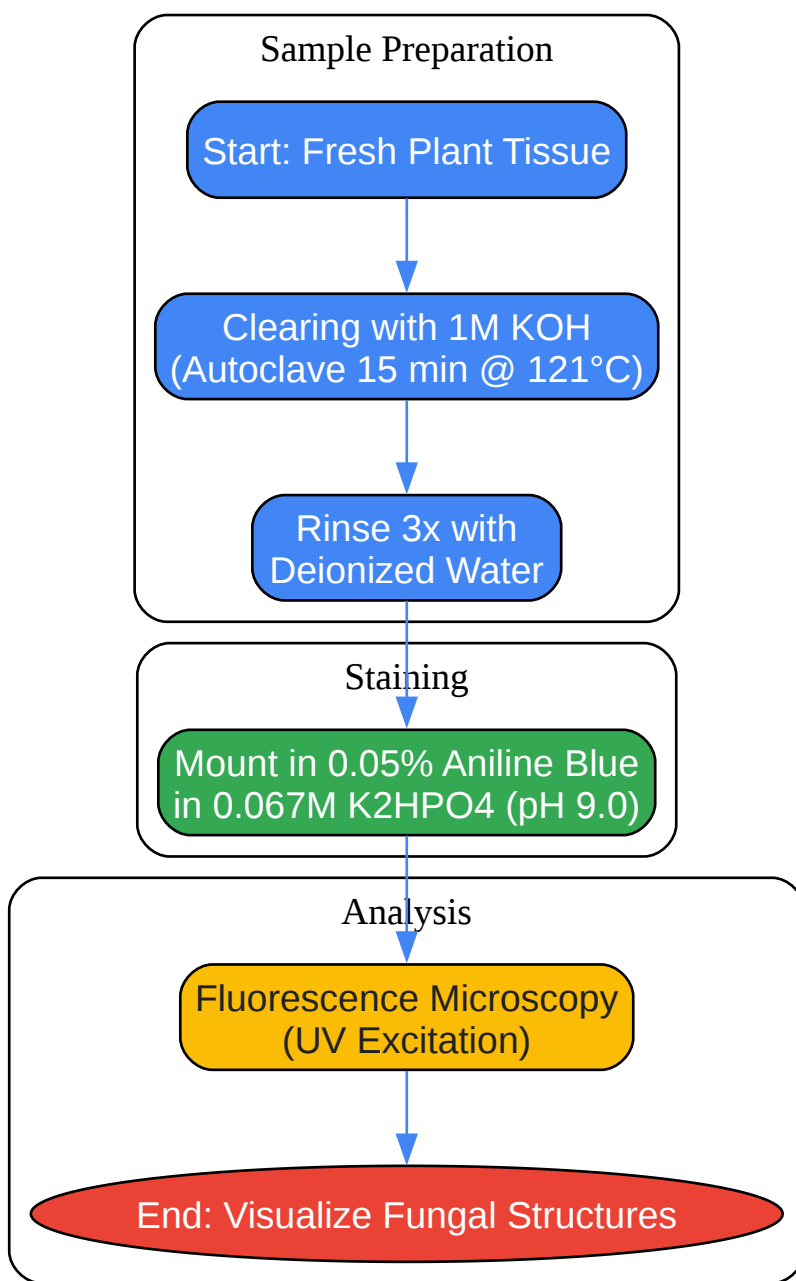 Sample Preparation
Start: Fresh Plant Tissue
Clearing with 1M KOH
(Autoclave 15 min @ 121°C)
Rinse 3x with
Deionized Water
Staining
Mount in 0.05% Aniline Blue
in 0.067M K2HPO4 (pH 9.0)
Analysis
Fluorescence Microscopy
(UV Excitation)
End: Visualize Fungal Structures